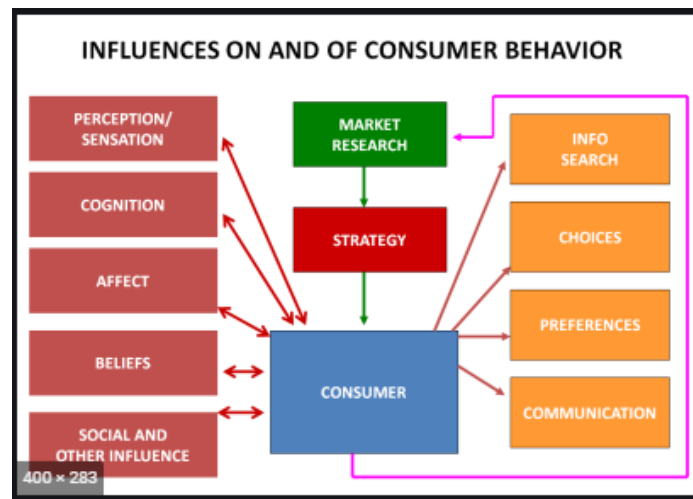 INFLUENCES ON AND OF CONSUMER BEHAVIOR
PERCEPTION/
SENSATION
COGNITION
AFFECT
BELIEFS
SOCIAL AND
OTHER INFLUENCE
MARKET
RESEARCH
STRATEGY
CONSUMER
INFO
SEARCH
CHOICES
PREFERENCES
COMMUNICATION
400 × 283